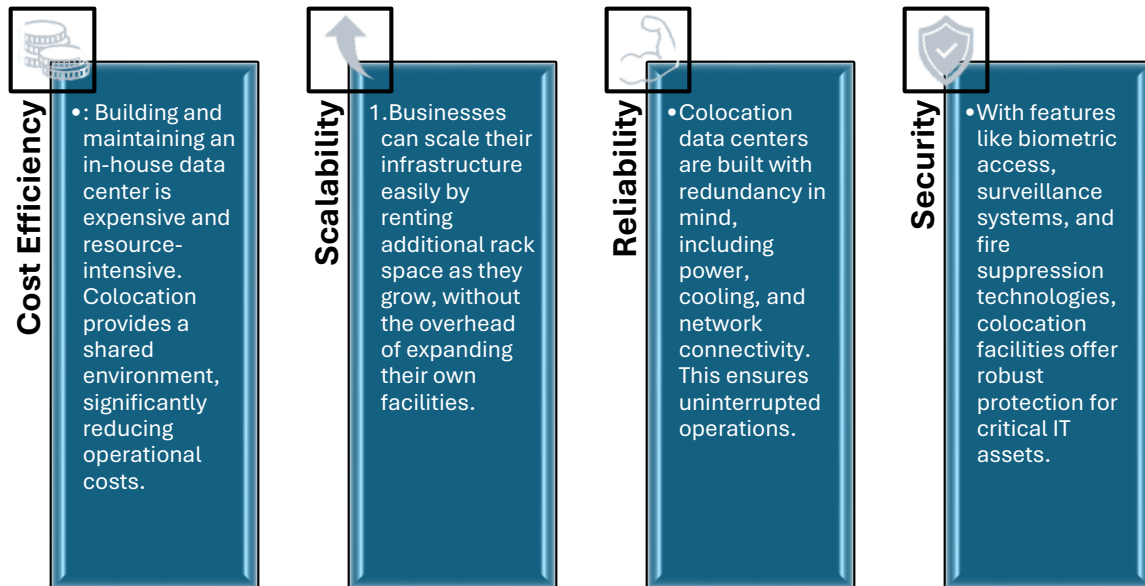 Cost Efficiency
•: Building and
maintaining an
in-house data
center is
expensive and
resource-
intensive.
Colocation
provides a
shared
environment,
significantly
reducing
operational
costs.
Scalability
1.Businesses
can scale their
infrastructure
easily by
renting
additional rack
space as they
grow, without
the overhead
of expanding
their own
facilities.
Reliability
•Colocation
data centers
are built with
redundancy in
mind,
including
power,
cooling, and
network
connectivity.
This ensures
uninterrupted
operations.
Security
•With features
like biometric
access,
surveillance
systems, and
fire
suppression
technologies,
colocation
facilities offer
robust
protection for
critical IT
assets.